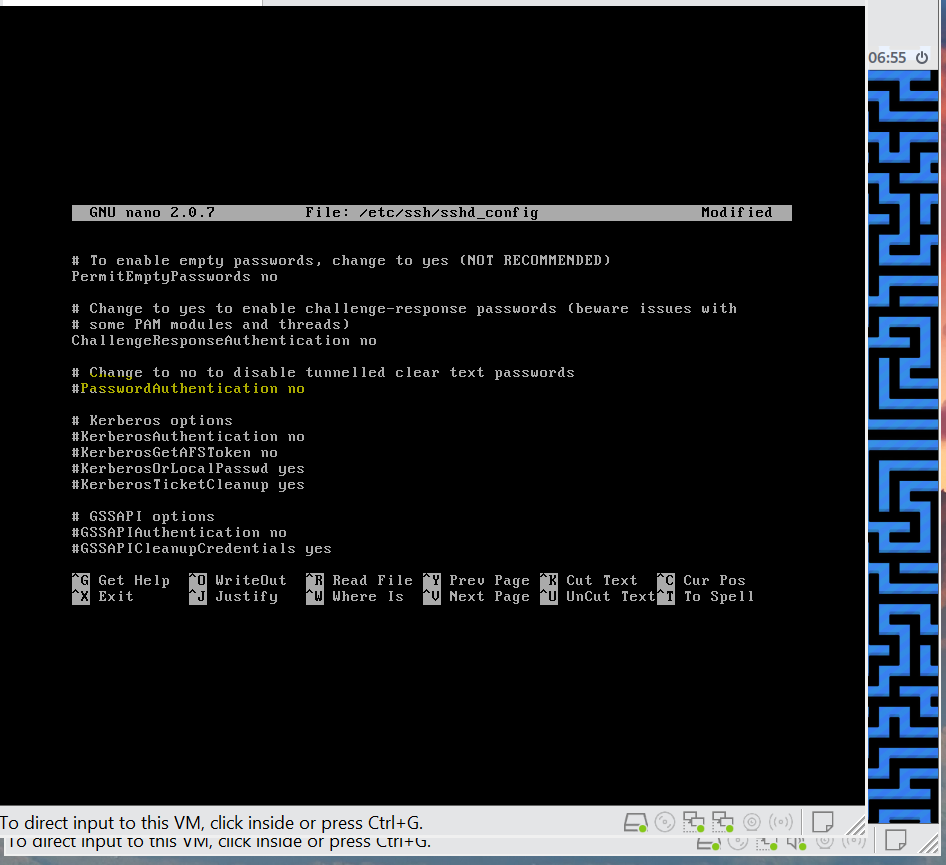 06:55
GNU nano 2.0.7 File: /etc/ssh/sshd_config Modified
# To enable empty passwords, change to yes (NOT RECOMMENDED)
PermitEmptyPasswords no
# Change to yes to enable challenge-response passwords (beware issues with
# some PAM modules and threads)
ChallengeResponseAuthentication no
# Change to no to disable tunnelled clear text passwords
#PasswordAuthentication no
# Kerberos options
#KerberosAuthentication no
#KerberosGetAFSToken no
#KerberosOrLocalPasswd yes
#KerberosTicketCleanup yes
# GSSAPI options
#GSSAPIAuthentication no
#GSSAPICleanupCredentials yes
^G Get Help ^O WriteOut ^R Read File ^Y Prev Page ^K Cut Text ^C Cur Pos
^X Exit ^J Justify ^W Where Is ^V Next Page ^U UnCut Text ^T To Spell
To direct input to this VM, click inside or press Ctrl+G.
To direct input to this VM, click inside or press Ctrl+G.